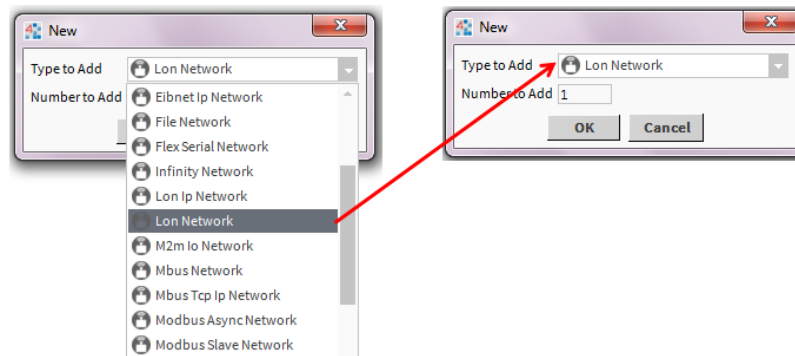 New
Type to Add Lon Network
Number to Add Eibnet Ip Network
File Network
Flex Serial Network
Infinity Network
Lon Ip Network
Lon Network
M2m Io Network
Mbus Network
Mbus Tcp Ip Network
Modbus Async Network
Modbus Slave Network
New
Type to Add Lon Network
Number to Add 1
OK Cancel